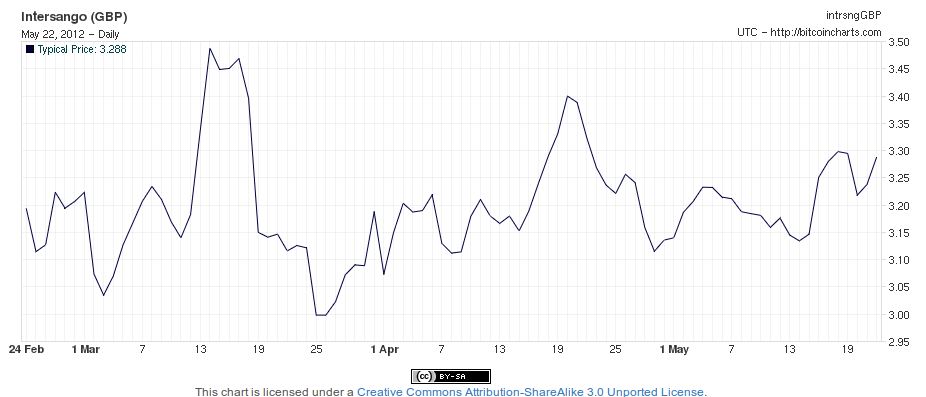 Intersango (GBP)
intrsngGBP
May 22, 2012 – Daily
UTC – http://bitcoincharts.com
Typical Price: 3.288
3.50
3.45
3.40
3.35
3.30
3.25
3.20
3.15
3.10
3.05
3.00
2.95
24 Feb 1 Mar 7 13 19 25 1 Apr 7 13 19 25 1 May 7 13 19
cc BY-SA
This chart is licensed under a Creative Commons Attribution-ShareAlike 3.0 Unported License.